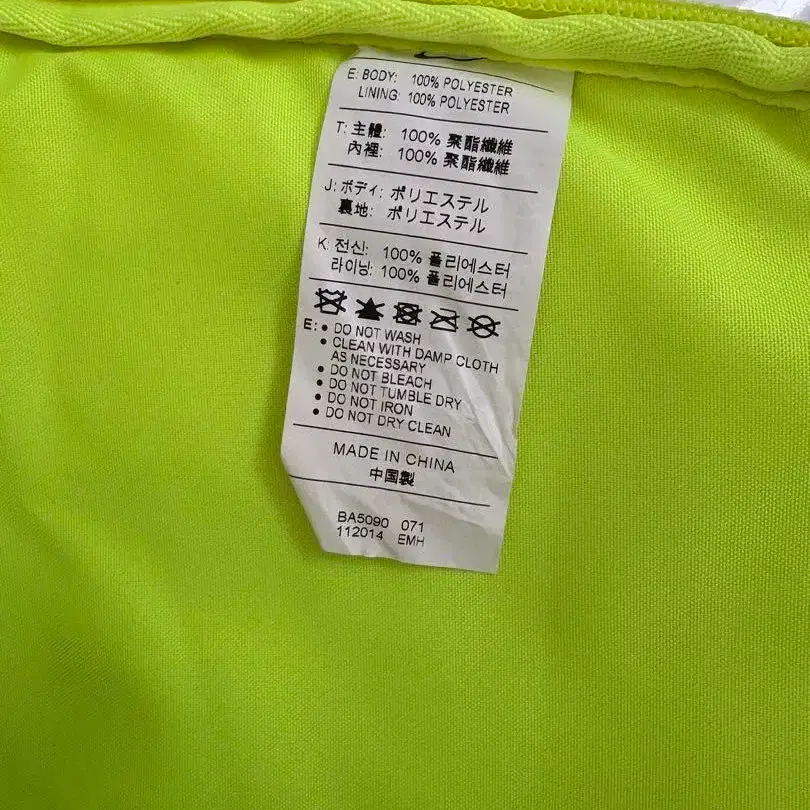 E: BODY: 100% POLYESTER
LINING: 100% POLYESTER
T: 主體: 100% 聚酯纖維
內裡: 100% 聚酯纖維
J: ボディ: ポリエステル
裏地: ポリエステル
K: 전신: 100% 폴리에스터
라이닝: 100% 폴리에스터
E: • DO NOT WASH
• CLEAN WITH DAMP CLOTH
AS NECESSARY
• DO NOT BLEACH
• DO NOT TUMBLE DRY
• DO NOT IRON
• DO NOT DRY CLEAN
MADE IN CHINA
中国製
BA5090 071
112014 EMH